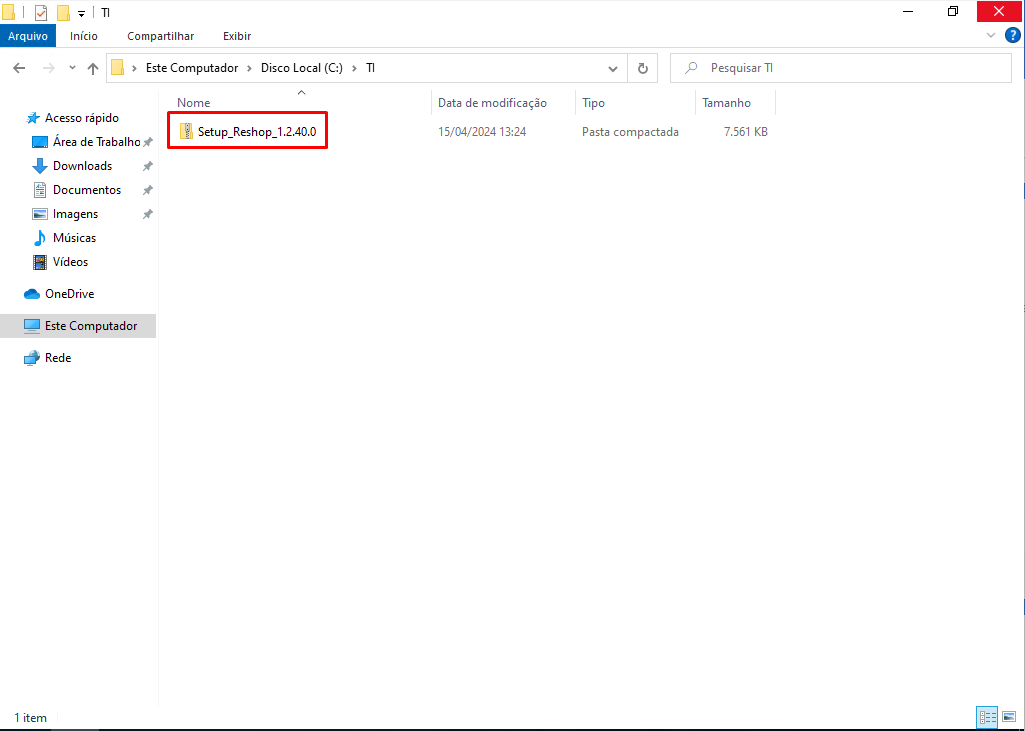 TI
Arquivo Início Compartilhar Exibir ?
Este Computador Disco Local (C:) TI Pesquisar TI
Nome Data de modificação Tipo Tamanho
Setup_Reshop_1.2.40.0 15/04/2024 13:24 Pasta compactada 7.561 KB
Acesso rápido
Área de Trabalho
Downloads
Documentos
Imagens
Músicas
Vídeos
OneDrive
Este Computador
Rede
1 item